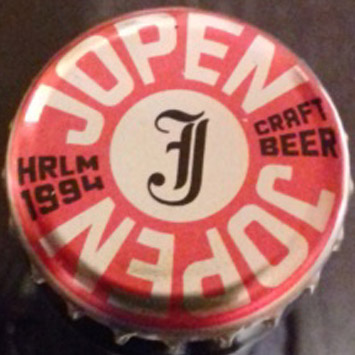 JOPEN
HRLM
1994
J
CRAFT
BEER
JOPEN